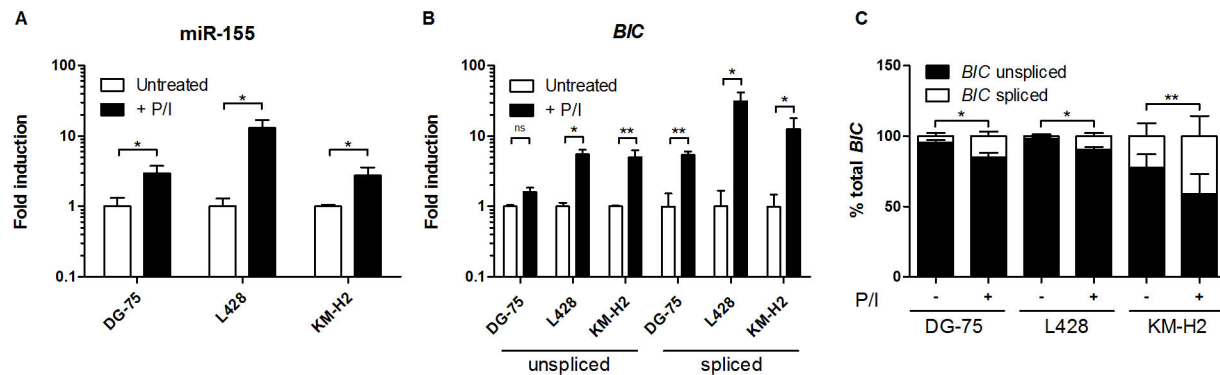 A
miR-155
Untreated
+ P/I
Fold induction
100
10
1
0.1
*
*
*
DG-75
L428
KM-H2
B
BIC
Untreated
+ P/I
Fold induction
100
10
1
0.1
ns
*
**
**
*
*
DG-75
L428
KM-H2
DG-75
L428
KM-H2
unspliced
spliced
C
BIC unspliced
BIC spliced
% total BIC
150
100
50
0
*
*
**
P/I
- + - + - +
DG-75
L428
KM-H2